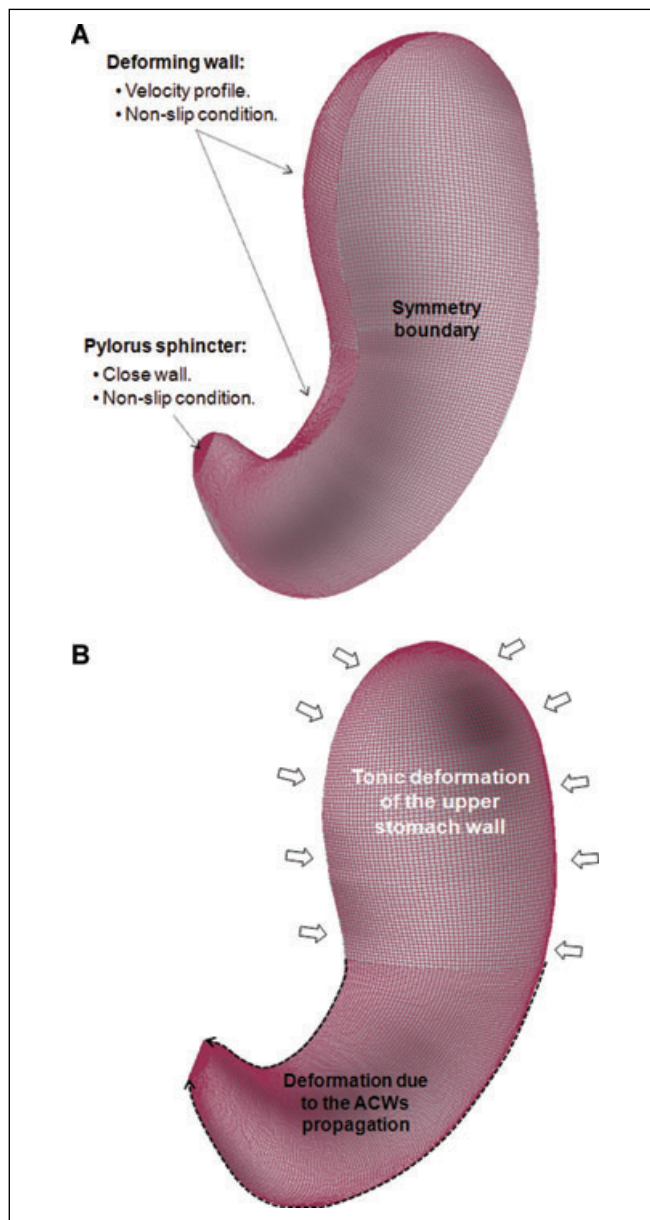 A
Deforming wall:
• Velocity profile.
• Non-slip condition.
Symmetry
boundary
Pylorus sphincter:
• Close wall.
• Non-slip condition.
B
Tonic deformation
of the upper
stomach wall
Deformation due
to the ACWs
propagation